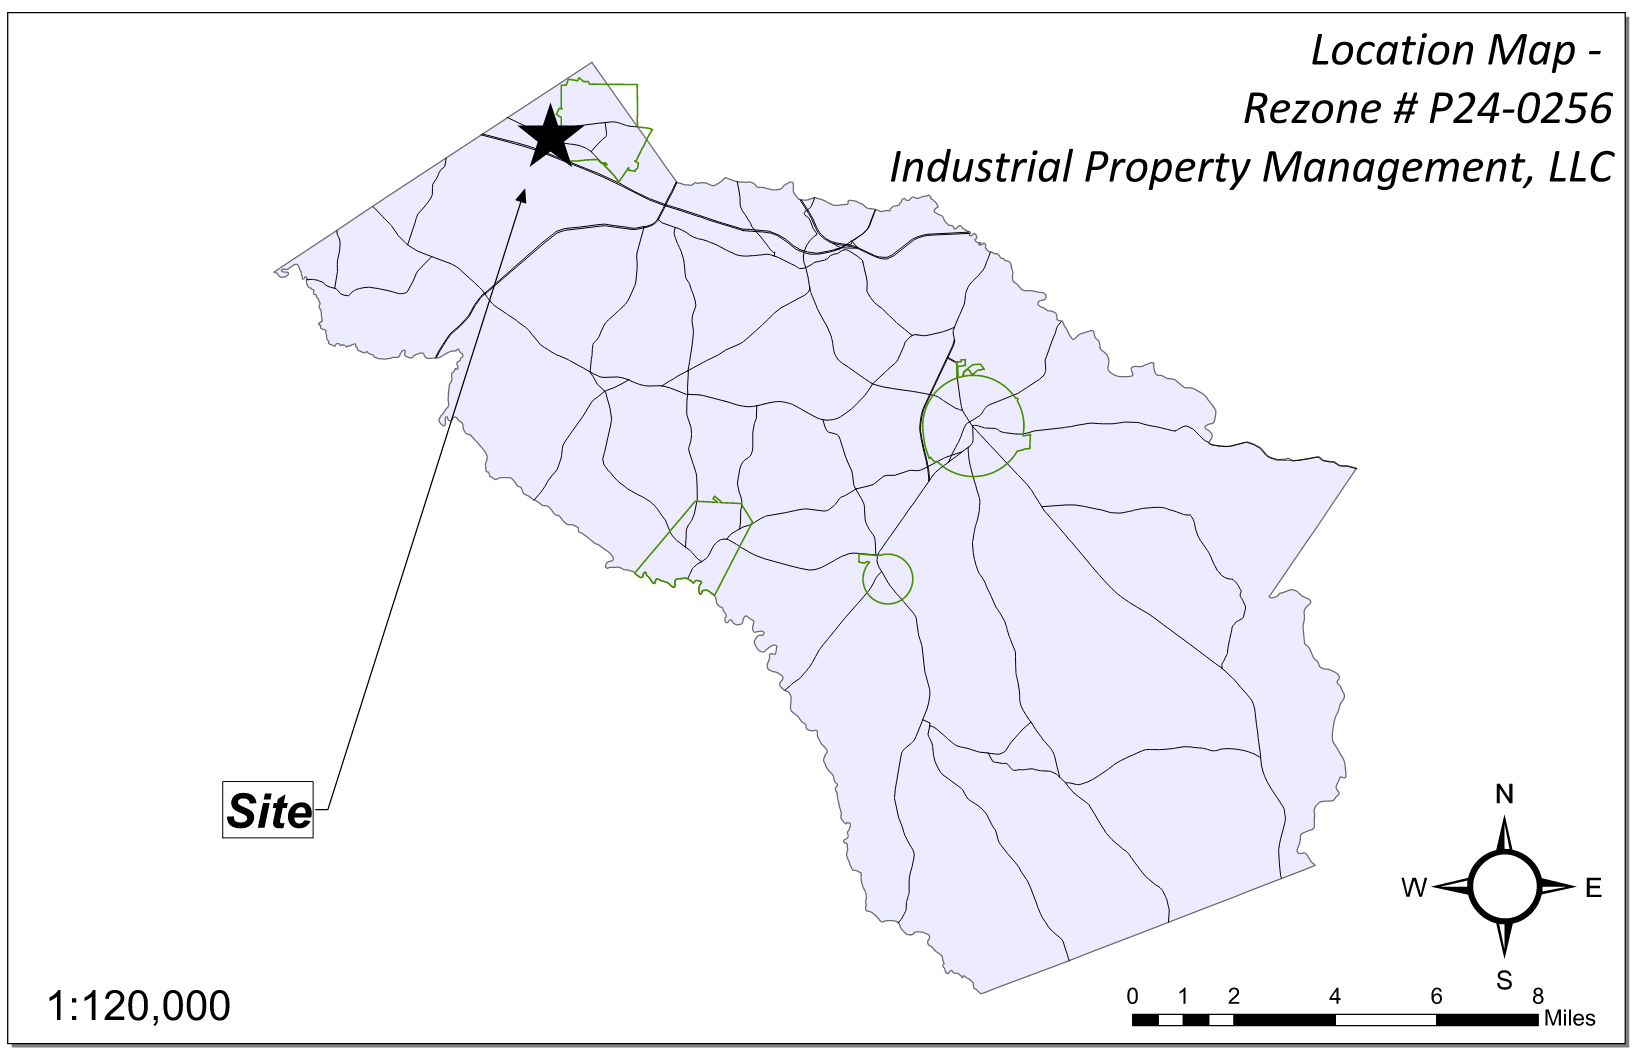 Location Map -
Rezone # P24-0256
Industrial Property Management, LLC
Site
N
W E
S
1:120,000
0 1 2 4 6 8
Miles